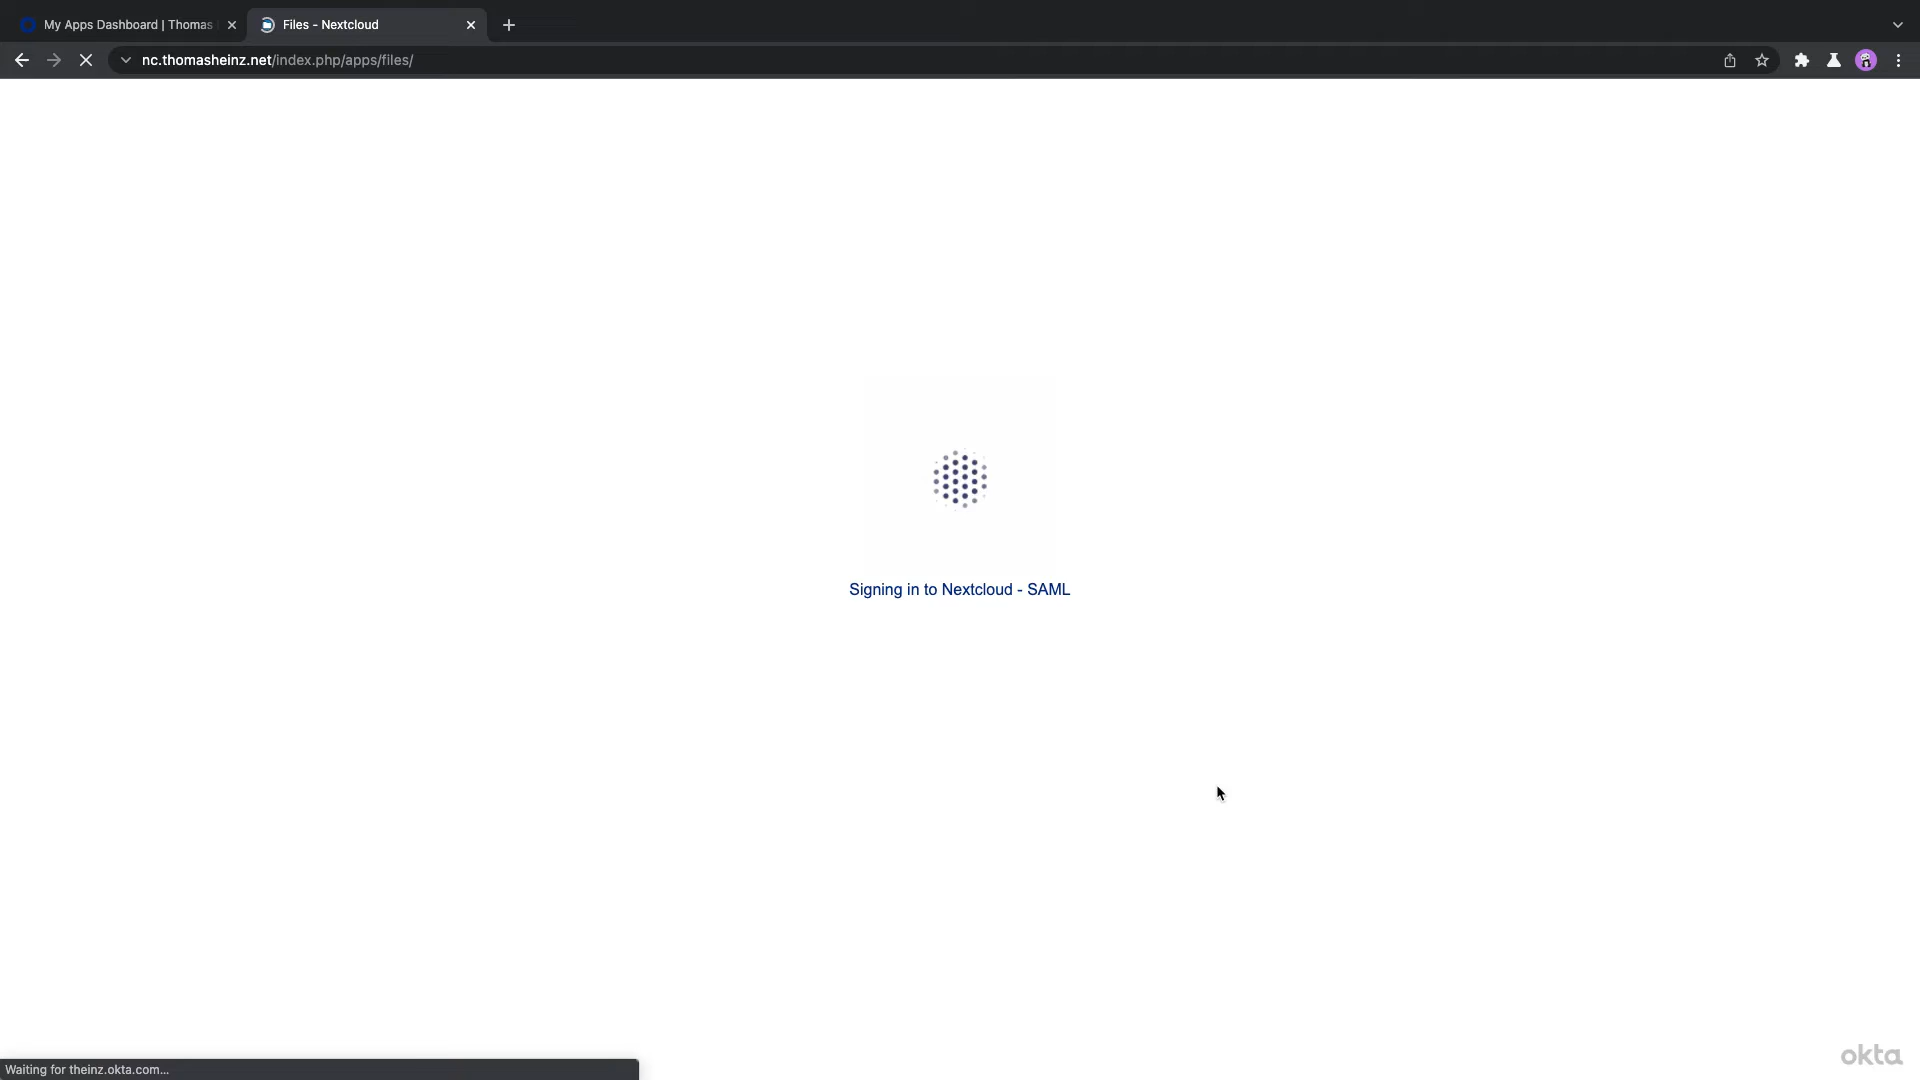 My Apps Dashboard | Thomas
Files - Nextcloud
nc.thomasheinz.net/index.php/apps/files/
Signing in to Nextcloud - SAML
okta
Waiting for theinz.okta.com...